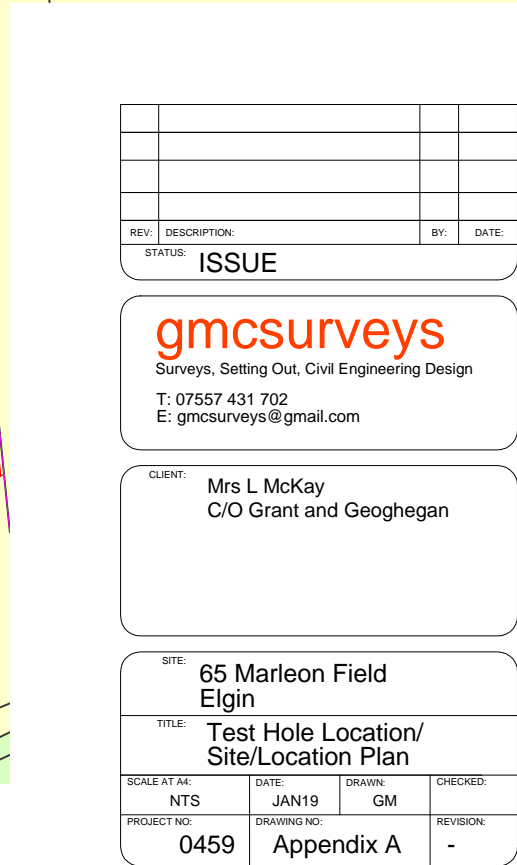 REV: DESCRIPTION: BY: DATE:
STATUS: ISSUE
gmcsurveys
Surveys, Setting Out, Civil Engineering Design
T: 07557 431 702
E: gmcsurveys@gmail.com
CLIENT: Mrs L McKay
C/O Grant and Geoghegan
SITE: 65 Marleon Field
Elgin
TITLE: Test Hole Location/
Site/Location Plan
SCALE AT A4: DATE: DRAWN: CHECKED:
NTS JAN19 GM
PROJECT NO: DRAWING NO: REVISION:
0459 Appendix A -